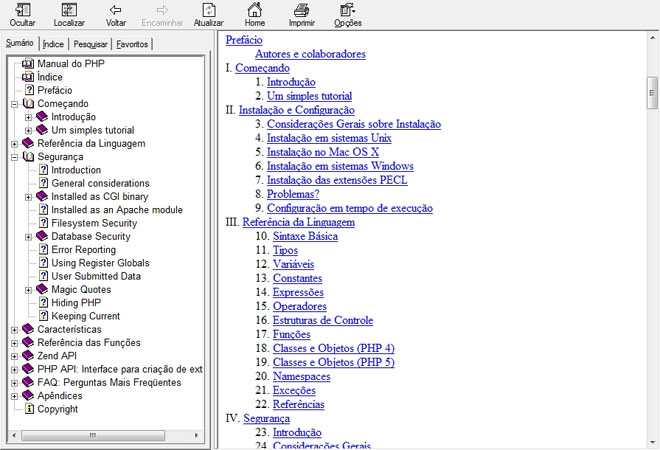 Ocultar Localizar Voltar Encaminhar Atualizar Home Imprimir Opções
Sumário Índice Pesquisar Favoritos
Manual do PHP
Índice
Prefácio
Começando
Introdução
Um simples tutorial
Referência da Linguagem
Segurança
Introduction
General considerations
Installed as CGI binary
Installed as an Apache module
Filesystem Security
Database Security
Error Reporting
Using Register Globals
User Submitted Data
Magic Quotes
Hiding PHP
Keeping Current
Características
Referência das Funções
Zend API
PHP API: Interface para criação de ext
FAQ: Perguntas Mais Freqüentes
Apêndices
Copyright
Prefácio
Autores e colaboradores
I. Começando
1. Introdução
2. Um simples tutorial
II. Instalação e Configuração
3. Considerações Gerais sobre Instalação
4. Instalação em sistemas Unix
5. Instalação no Mac OS X
6. Instalação em sistemas Windows
7. Instalação das extensões PECL
8. Problemas?
9. Configuração em tempo de execução
III. Referência da Linguagem
10. Sintaxe Básica
11. Tipos
12. Variáveis
13. Constantes
14. Expressões
15. Operadores
16. Estruturas de Controle
17. Funções
18. Classes e Objetos (PHP 4)
19. Classes e Objetos (PHP 5)
20. Namespaces
21. Exceções
22. Referências
IV. Segurança
23. Introdução
24. Considerações Gerais